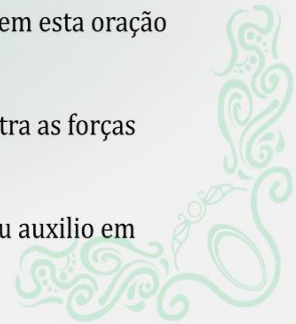 em esta oração
tra as forças
u auxilio em